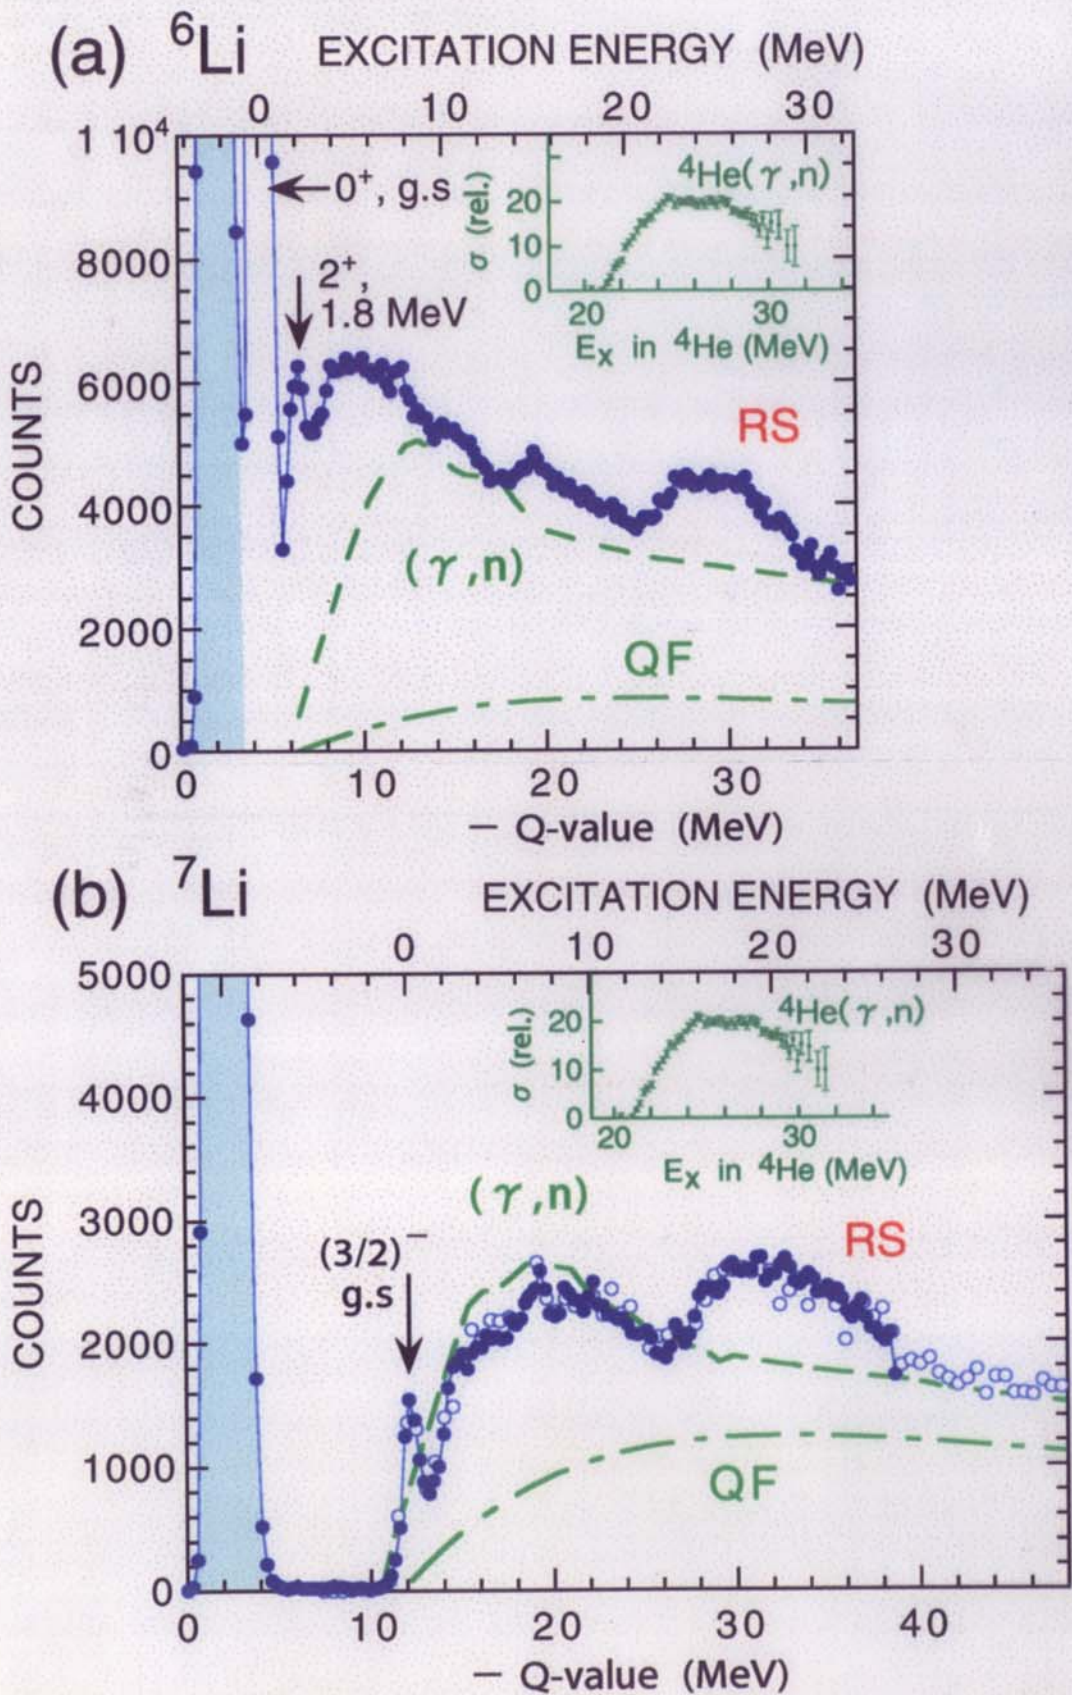 (a) ⁶Li EXCITATION ENERGY (MeV)
0 10 20 30
1 10⁴
8000
6000
4000
2000
0
COUNTS
0⁺, g.s
2⁺,
1.8 MeV
⁴He(γ,n)
σ (rel.)
20
10
0
20 30
Eₓ in ⁴He (MeV)
RS
(γ,n)
QF
0 10 20 30
— Q-value (MeV)
(b) ⁷Li EXCITATION ENERGY (MeV)
0 10 20 30
5000
4000
3000
2000
1000
0
COUNTS
⁴He(γ,n)
σ (rel.)
20
10
0
20 30
Eₓ in ⁴He (MeV)
(γ,n)
(3/2)⁻
g.s
RS
QF
0 10 20 30 40
— Q-value (MeV)